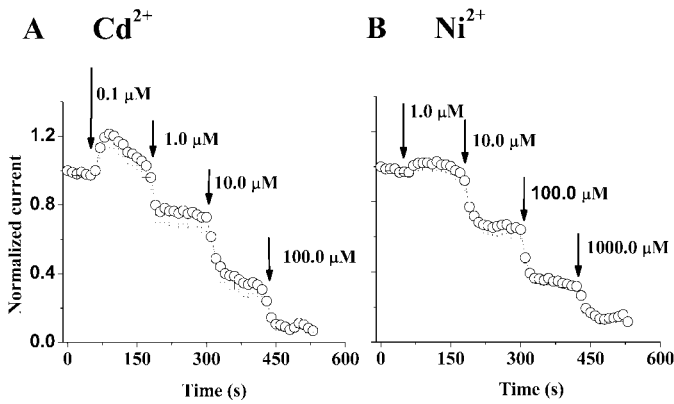 A Cd2+
0.1 µM
1.0 µM
10.0 µM
100.0 µM
Normalized current
1.2
0.8
0.4
0.0
0 150 300 450 600
Time (s)
B Ni2+
1.0 µM
10.0 µM
100.0 µM
1000.0 µM
0 150 300 450 600
Time (s)